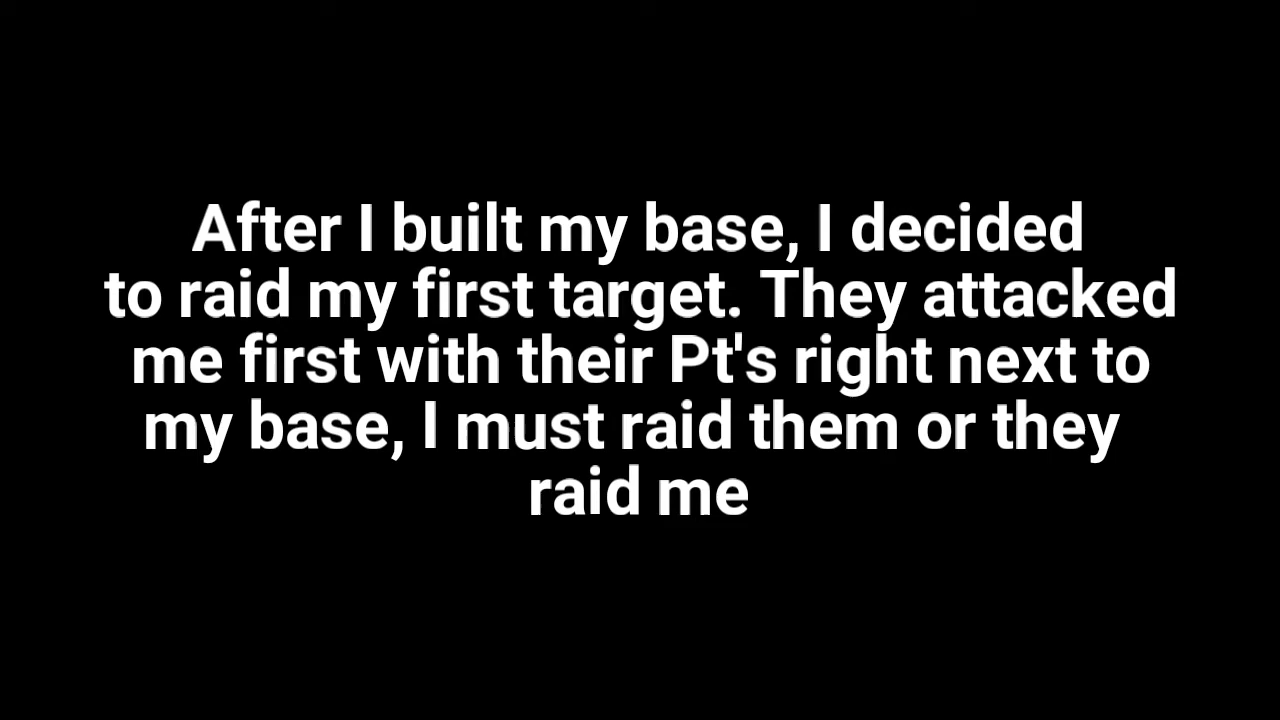 After I built my base, I decided
to raid my first target. They attacked
me first with their Pt's right next to
my base, I must raid them or they
raid me